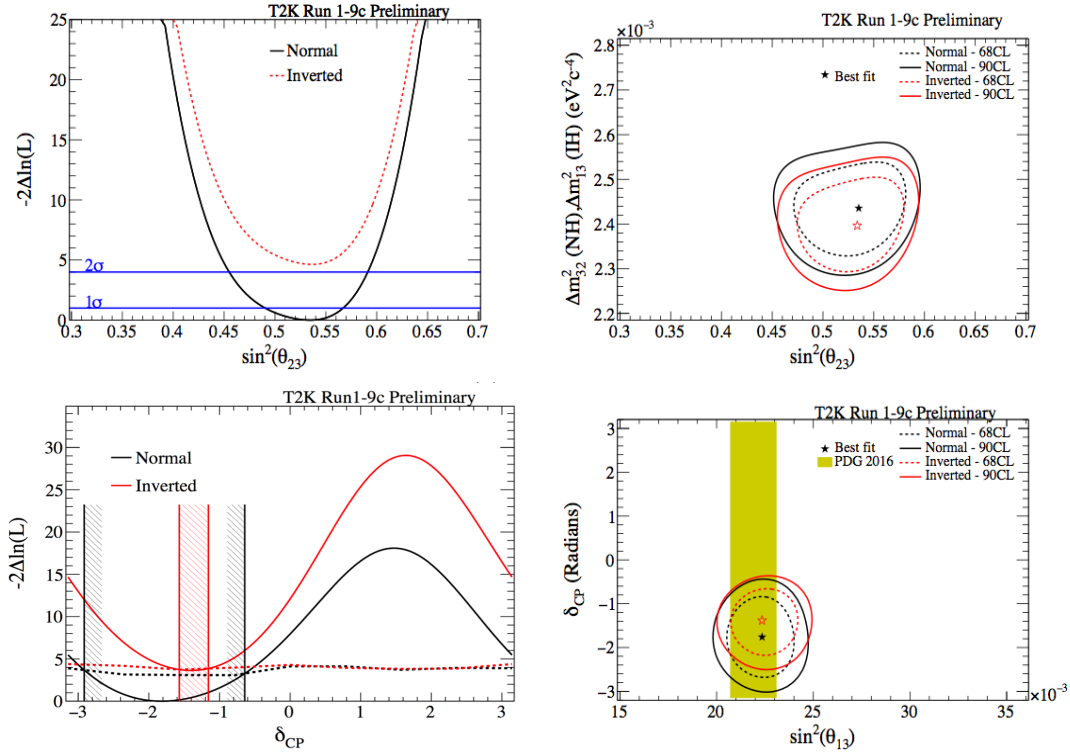 T2K Run 1-9c Preliminary
25
20
15
10
5
0
-2Δln(L)
Normal
Inverted
2σ
1σ
0.3 0.35 0.4 0.45 0.5 0.55 0.6 0.65 0.7
sin²(θ₂₃)
T2K Run 1-9c Preliminary
×10⁻³
2.8
2.7
2.6
2.5
2.4
2.3
2.2
Δm²₃₂ (NH),Δm²₁₃ (IH) (eV²c⁻⁴)
Best fit
Normal - 68CL
Normal - 90CL
Inverted - 68CL
Inverted - 90CL
0.3 0.35 0.4 0.45 0.5 0.55 0.6 0.65 0.7
sin²(θ₂₃)
T2K Run1-9c Preliminary
30
25
20
15
10
5
0
-2Δln(L)
Normal
Inverted
−3 −2 −1 0 1 2 3
δCP
T2K Run 1-9c Preliminary
3
2
1
0
−1
−2
−3
δCP (Radians)
Best fit
PDG 2016
Normal - 68CL
Normal - 90CL
Inverted - 68CL
Inverted - 90CL
15 20 25 30 35
×10⁻³
sin²(θ₁₃)